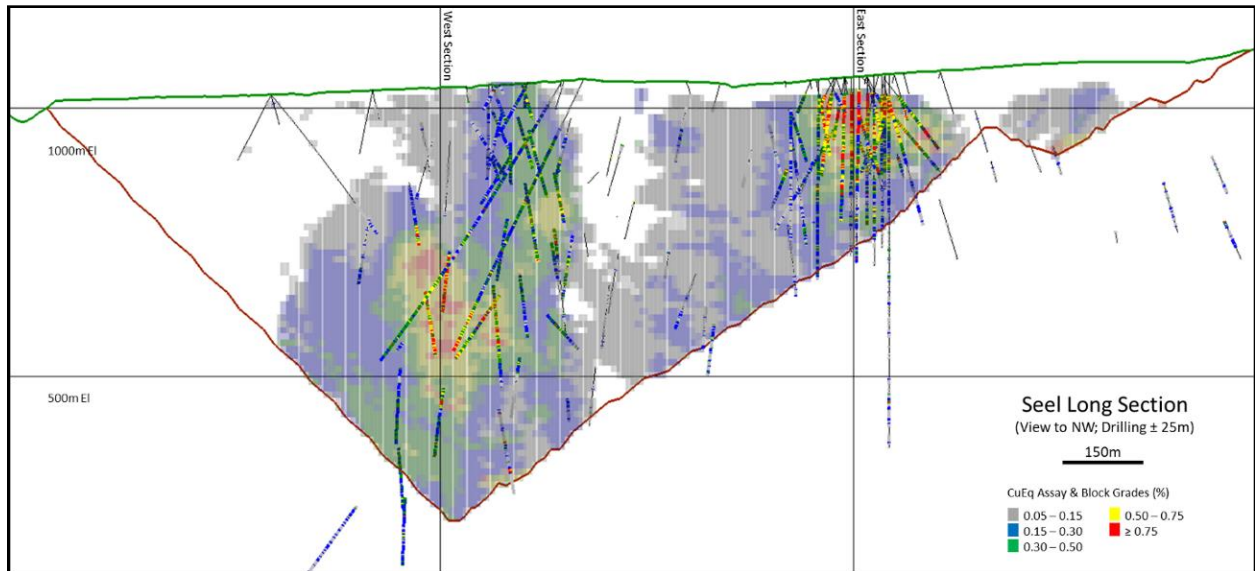 West Section
East Section
1000m El
500m El
Seel Long Section
(View to NW; Drilling ± 25m)
150m
CuEq Assay & Block Grades (%)
0.05 – 0.15
0.50 – 0.75
0.15 – 0.30
≥ 0.75
0.30 – 0.50